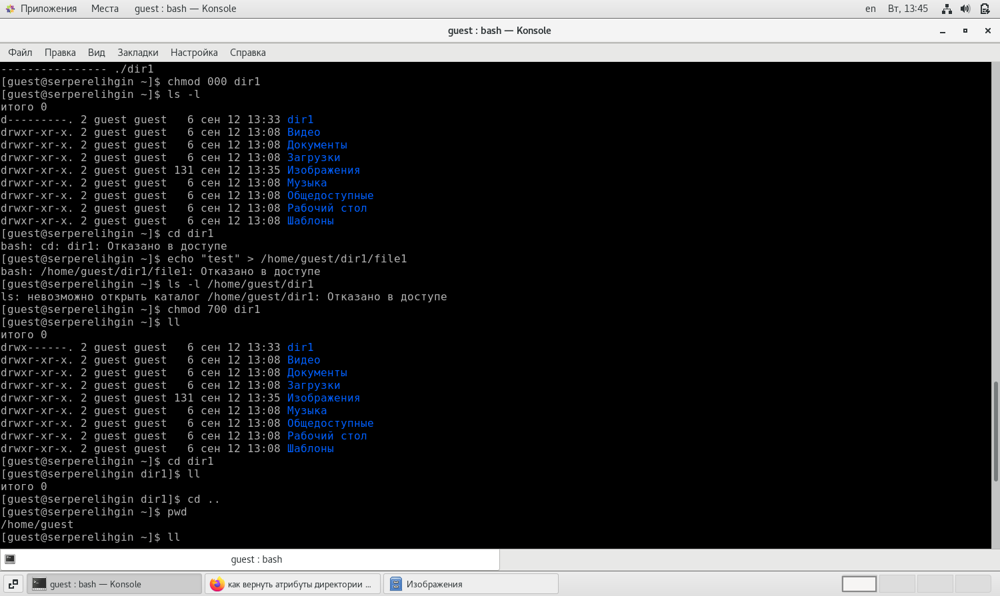 Приложения Места guest : bash — Konsole en Вт, 13:45
guest : bash — Konsole
Файл Правка Вид Закладки Настройка Справка
---------------- ./dir1
[guest@serperelihgin ~]$ chmod 000 dir1
[guest@serperelihgin ~]$ ls -l
итого 0
d---------. 2 guest guest   6 сен 12 13:33 dir1
drwxr-xr-x. 2 guest guest   6 сен 12 13:08 Видео
drwxr-xr-x. 2 guest guest   6 сен 12 13:08 Документы
drwxr-xr-x. 2 guest guest   6 сен 12 13:08 Загрузки
drwxr-xr-x. 2 guest guest 131 сен 12 13:35 Изображения
drwxr-xr-x. 2 guest guest   6 сен 12 13:08 Музыка
drwxr-xr-x. 2 guest guest   6 сен 12 13:08 Общедоступные
drwxr-xr-x. 2 guest guest   6 сен 12 13:08 Рабочий стол
drwxr-xr-x. 2 guest guest   6 сен 12 13:08 Шаблоны
[guest@serperelihgin ~]$ cd dir1
bash: cd: dir1: Отказано в доступе
[guest@serperelihgin ~]$ echo "test" > /home/guest/dir1/file1
bash: /home/guest/dir1/file1: Отказано в доступе
[guest@serperelihgin ~]$ ls -l /home/guest/dir1
ls: невозможно открыть каталог /home/guest/dir1: Отказано в доступе
[guest@serperelihgin ~]$ chmod 700 dir1
[guest@serperelihgin ~]$ ll
итого 0
drwx------. 2 guest guest   6 сен 12 13:33 dir1
drwxr-xr-x. 2 guest guest   6 сен 12 13:08 Видео
drwxr-xr-x. 2 guest guest   6 сен 12 13:08 Документы
drwxr-xr-x. 2 guest guest   6 сен 12 13:08 Загрузки
drwxr-xr-x. 2 guest guest 131 сен 12 13:35 Изображения
drwxr-xr-x. 2 guest guest   6 сен 12 13:08 Музыка
drwxr-xr-x. 2 guest guest   6 сен 12 13:08 Общедоступные
drwxr-xr-x. 2 guest guest   6 сен 12 13:08 Рабочий стол
drwxr-xr-x. 2 guest guest   6 сен 12 13:08 Шаблоны
[guest@serperelihgin ~]$ cd dir1
[guest@serperelihgin dir1]$ ll
итого 0
[guest@serperelihgin dir1]$ cd ..
[guest@serperelihgin ~]$ pwd
/home/guest
[guest@serperelihgin ~]$ ll
guest : bash
guest : bash — Konsole как вернуть атрибуты директории ... Изображения